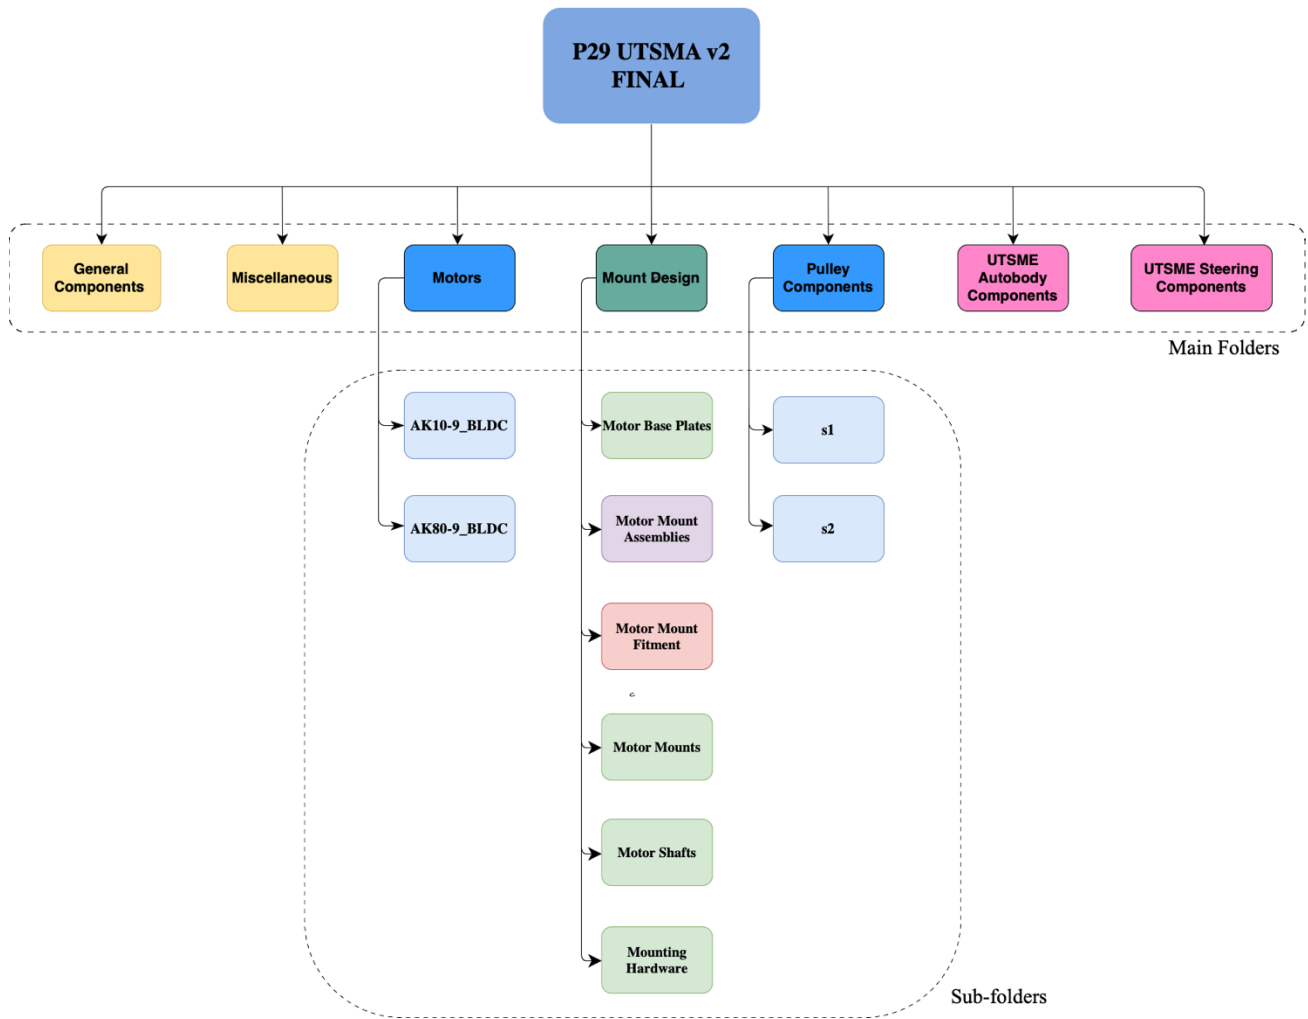 P29 UTSMA v2
FINAL
General
Components
Miscellaneous
Motors
Mount Design
Pulley
Components
UTSME
Autobody
Components
UTSME Steering
Components
Main Folders
AK10-9_BLDC
Motor Base Plates
s1
AK80-9_BLDC
Motor Mount
Assemblies
s2
Motor Mount
Fitment
Motor Mounts
Motor Shafts
Mounting
Hardware
Sub-folders